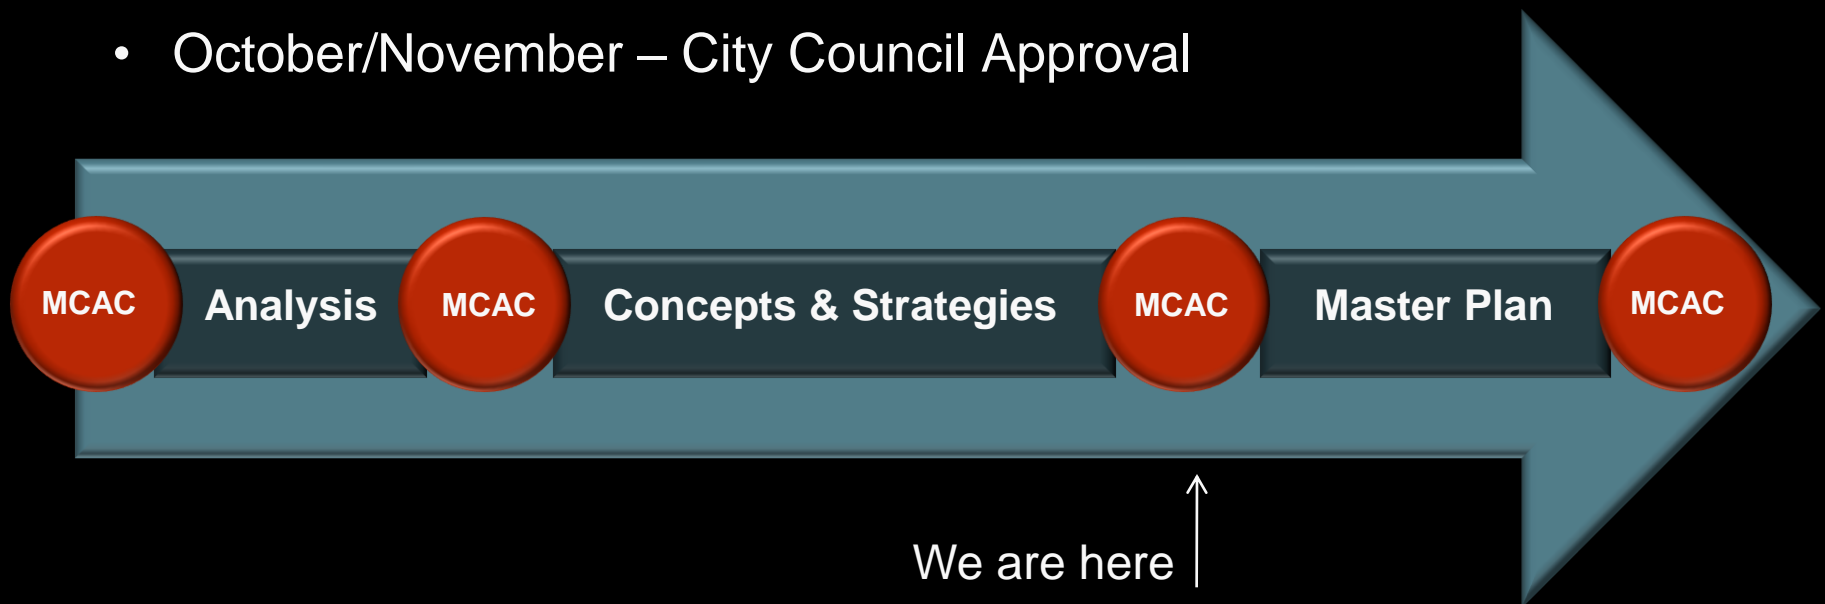 • October/November – City Council Approval
MCAC Analysis MCAC Concepts & Strategies MCAC Master Plan MCAC
We are here